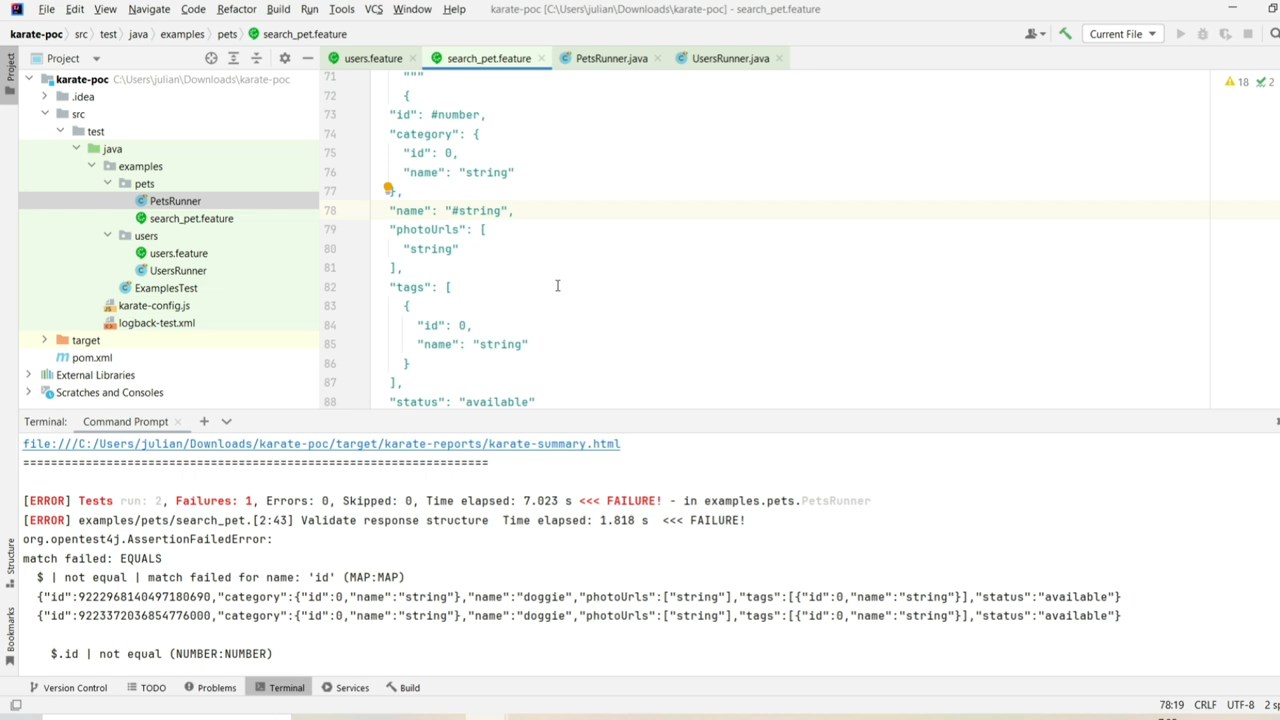 File Edit View Navigate Code Refactor Build Run Tools VCS Window Help karate-poc [C:\Users\julian\Downloads\karate-poc] - search_pet.feature
karate-poc src test java examples pets search_pet.feature Current File
Project users.feature search_pet.feature PetsRunner.java UsersRunner.java
Project
karate-poc C:\Users\julian\Downloads\karate-poc
.idea
src
test
java
examples
pets
PetsRunner
search_pet.feature
users
users.feature
UsersRunner
ExamplesTest
karate-config.js
logback-test.xml
target
pom.xml
External Libraries
Scratches and Consoles
18 2
71 """
72 {
73 "id": #number,
74 "category": {
75 "id": 0,
76 "name": "string"
77 },
78 "name": "#string",
79 "photoUrls": [
80 "string"
81 ],
82 "tags": [
83 {
84 "id": 0,
85 "name": "string"
86 }
87 ],
88 "status": "available"
Terminal: Command Prompt
file:///C:/Users/julian/Downloads/karate-poc/target/karate-reports/karate-summary.html
===================================================================
[ERROR] Tests run: 2, Failures: 1, Errors: 0, Skipped: 0, Time elapsed: 7.023 s <<< FAILURE! - in examples.pets.PetsRunner
[ERROR] examples/pets/search_pet.[2:43] Validate response structure Time elapsed: 1.818 s <<< FAILURE!
org.opentest4j.AssertionFailedError:
match failed: EQUALS
$ | not equal | match failed for name: 'id' (MAP:MAP)
{"id":9222968140497180690,"category":{"id":0,"name":"string"},"name":"doggie","photoUrls":["string"],"tags":[{"id":0,"name":"string"}],"status":"available"}
{"id":9223372036854776000,"category":{"id":0,"name":"string"},"name":"doggie","photoUrls":["string"],"tags":[{"id":0,"name":"string"}],"status":"available"}
$.id | not equal (NUMBER:NUMBER)
Structure
Bookmarks
Version Control TODO Problems Terminal Services Build
78:19 CRLF UTF-8 2 sp